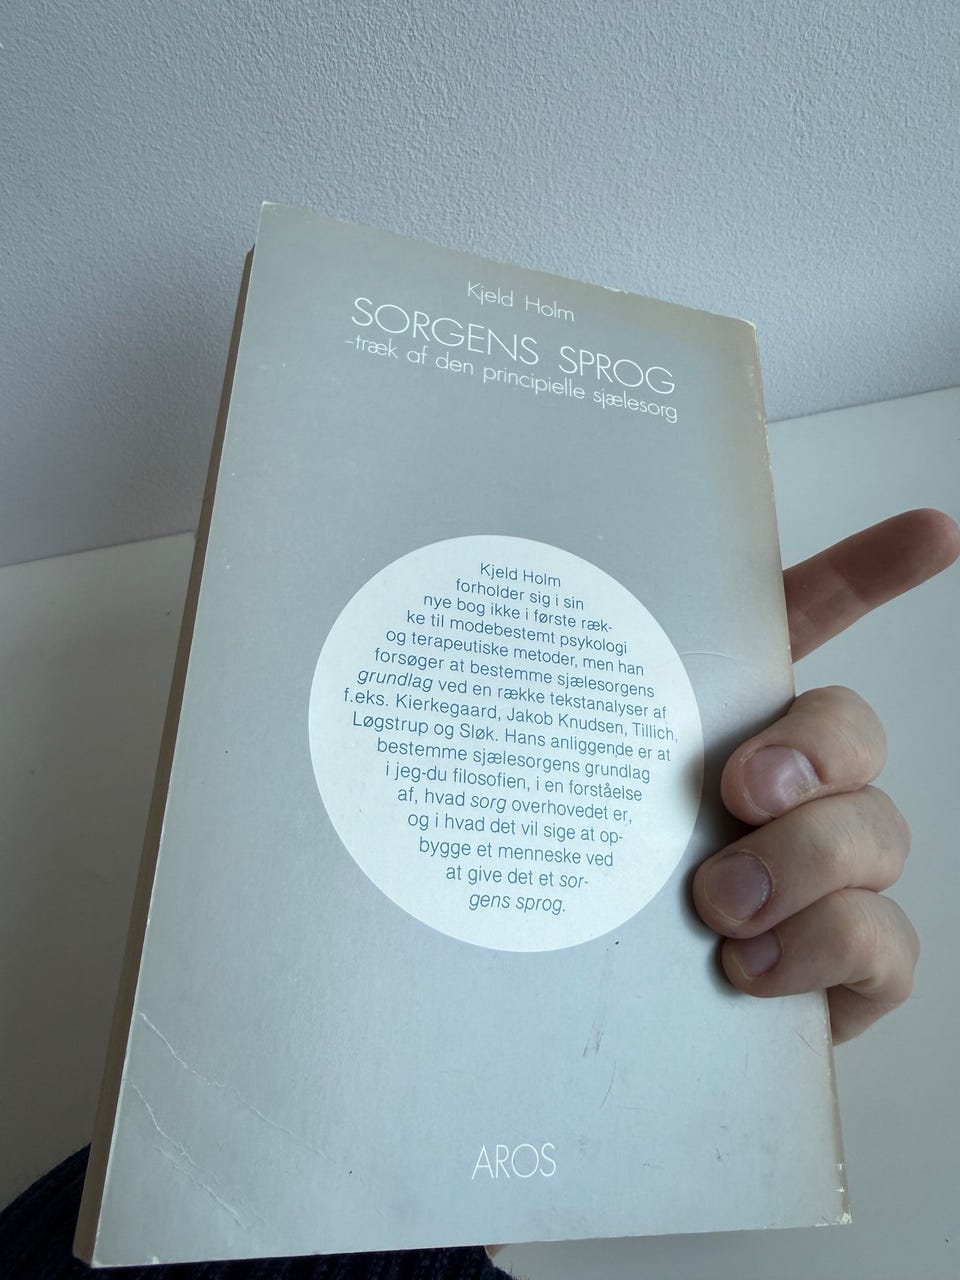 Kjeld Holm
SORGENS SPROG
-træk af den principielle sjælesorg
Kjeld Holm
forholder sig i sin
nye bog ikke i første ræk-
ke til modebestemt psykologi
og terapeutiske metoder, men han
forsøger at bestemme sjælesorgens
grundlag ved en række tekstanalyser af
f.eks. Kierkegaard, Jakob Knudsen, Tillich,
Løgstrup og Sløk. Hans anliggende er at
bestemme sjælesorgens grundlag
i jeg-du filosofien, i en forståelse
af, hvad sorg overhovedet er,
og i hvad det vil sige at op-
bygge et menneske ved
at give det et sor-
gens sprog.
AROS